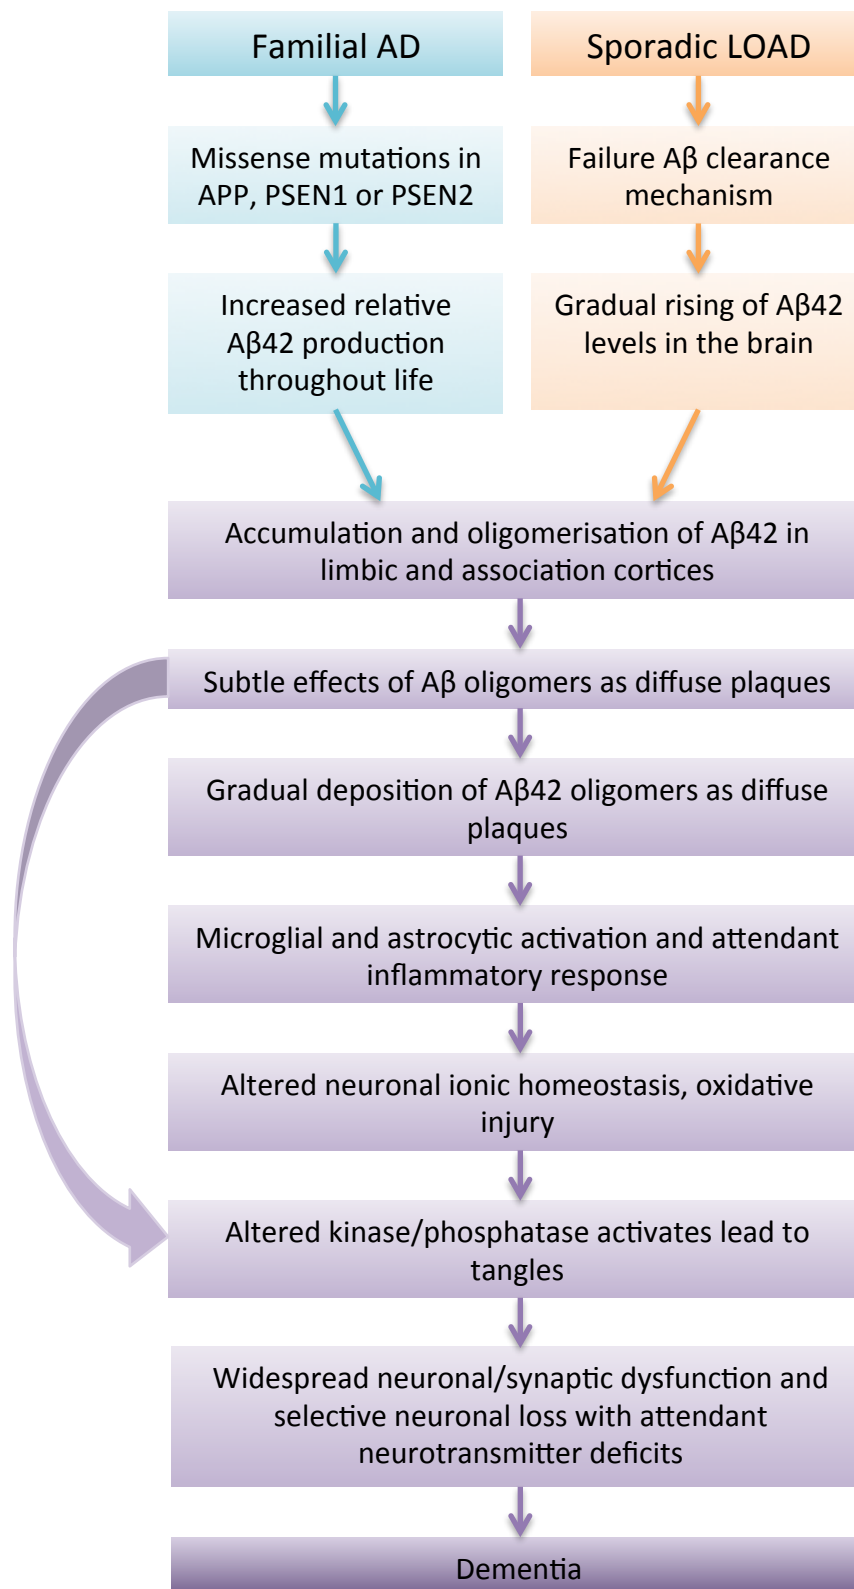 Familial AD
Sporadic LOAD
Missense mutations in
APP, PSEN1 or PSEN2
Failure Aβ clearance
mechanism
Increased relative
Aβ42 production
throughout life
Gradual rising of Aβ42
levels in the brain
Accumulation and oligomerisation of Aβ42 in
limbic and association cortices
Subtle effects of Aβ oligomers as diffuse plaques
Gradual deposition of Aβ42 oligomers as diffuse
plaques
Microglial and astrocytic activation and attendant
inflammatory response
Altered neuronal ionic homeostasis, oxidative
injury
Altered kinase/phosphatase activates lead to
tangles
Widespread neuronal/synaptic dysfunction and
selective neuronal loss with attendant
neurotransmitter deficits
Dementia